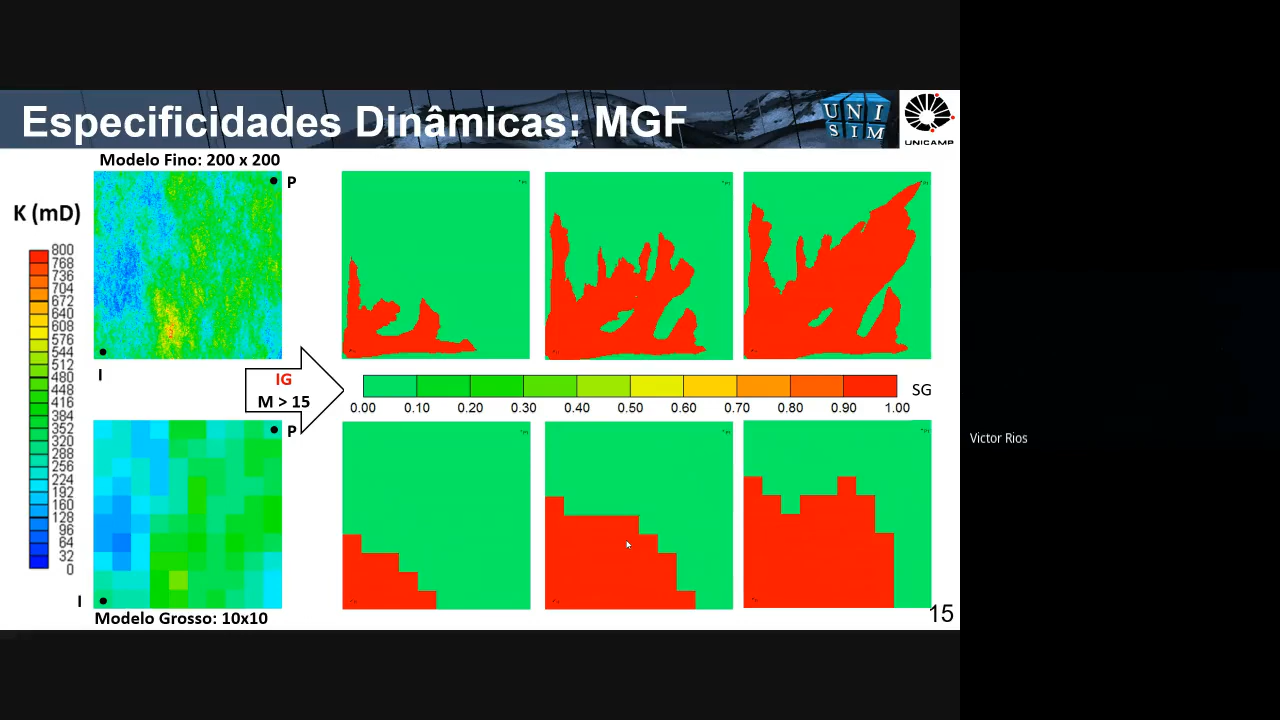 Especificidades Dinâmicas: MGF
UNI
SIM
UNICAMP
Modelo Fino: 200 x 200
P
K (mD)
800
768
736
704
672
640
608
576
544
512
480
448
416
384
352
320
288
256
224
192
160
128
96
64
32
0
I
IG
M > 15
0.00 0.10 0.20 0.30 0.40 0.50 0.60 0.70 0.80 0.90 1.00
SG
P
I
Modelo Grosso: 10x10
15
Victor Rios